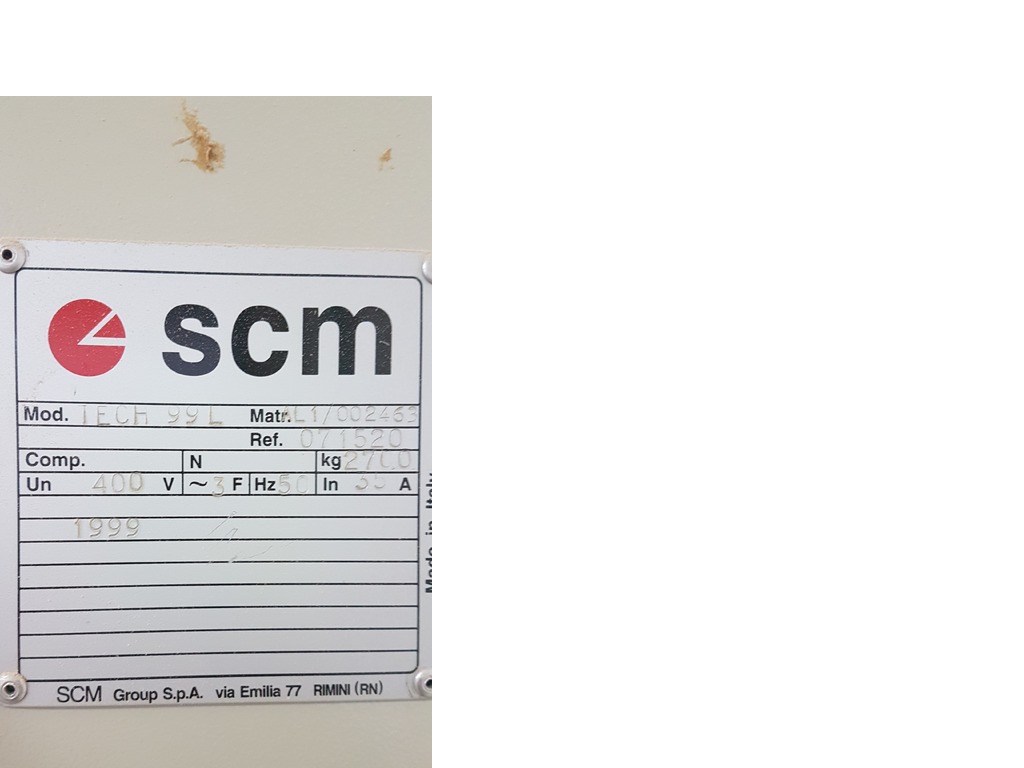 scm
Mod. TECH 99 L Matr. AL1/002463
Ref. 071520
Comp. N kg 2700
Un 400 V ~3 F Hz 50 In 35 A
1999
Made in Italy
SCM Group S.p.A. via Emilia 77 RIMINI (RN)